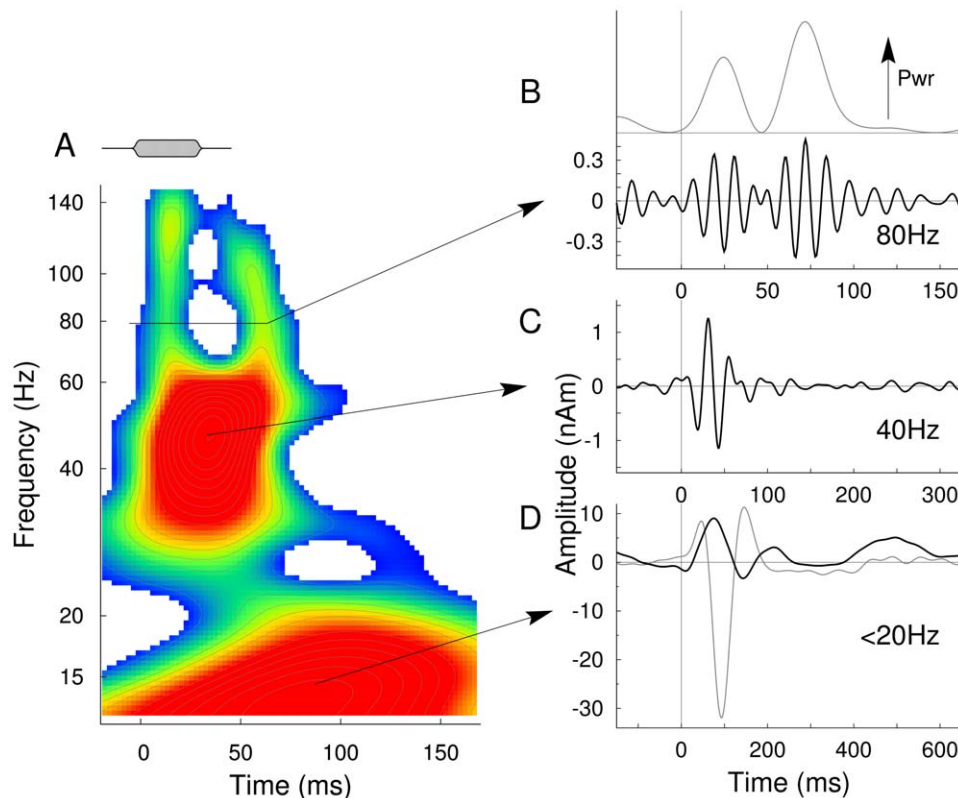 A
140
100
80
60
40
20
15
Frequency (Hz)
0 50 100 150
Time (ms)
B
Pwr
0.3
0
-0.3
80Hz
0 50 100 150
C
1
0
-1
40Hz
0 100 200 300
Amplitude (nAm)
D
10
0
-10
-20
-30
<20Hz
0 200 400 600
Time (ms)